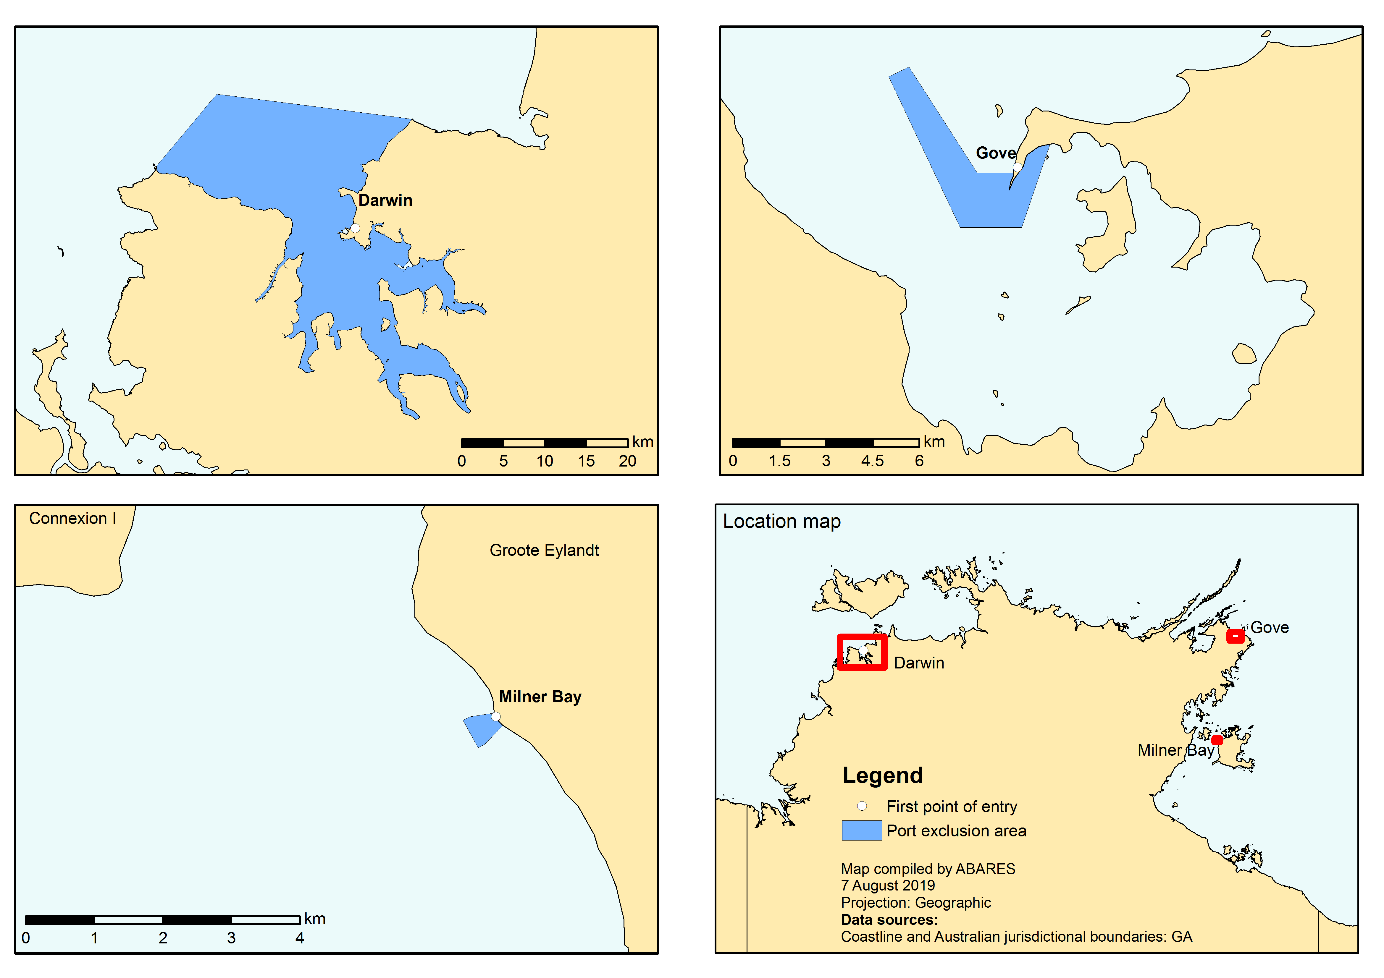 Darwin
km
0 5 10 15 20
Gove
km
0 1.5 3 4.5 6
Connexion I
Groote Eylandt
Milner Bay
km
0 1 2 3 4
Location map
Gove
Darwin
Milner Bay
Legend
First point of entry
Port exclusion area
Map compiled by ABARES
7 August 2019
Projection: Geographic
Data sources:
Coastline and Australian jurisdictional boundaries: GA